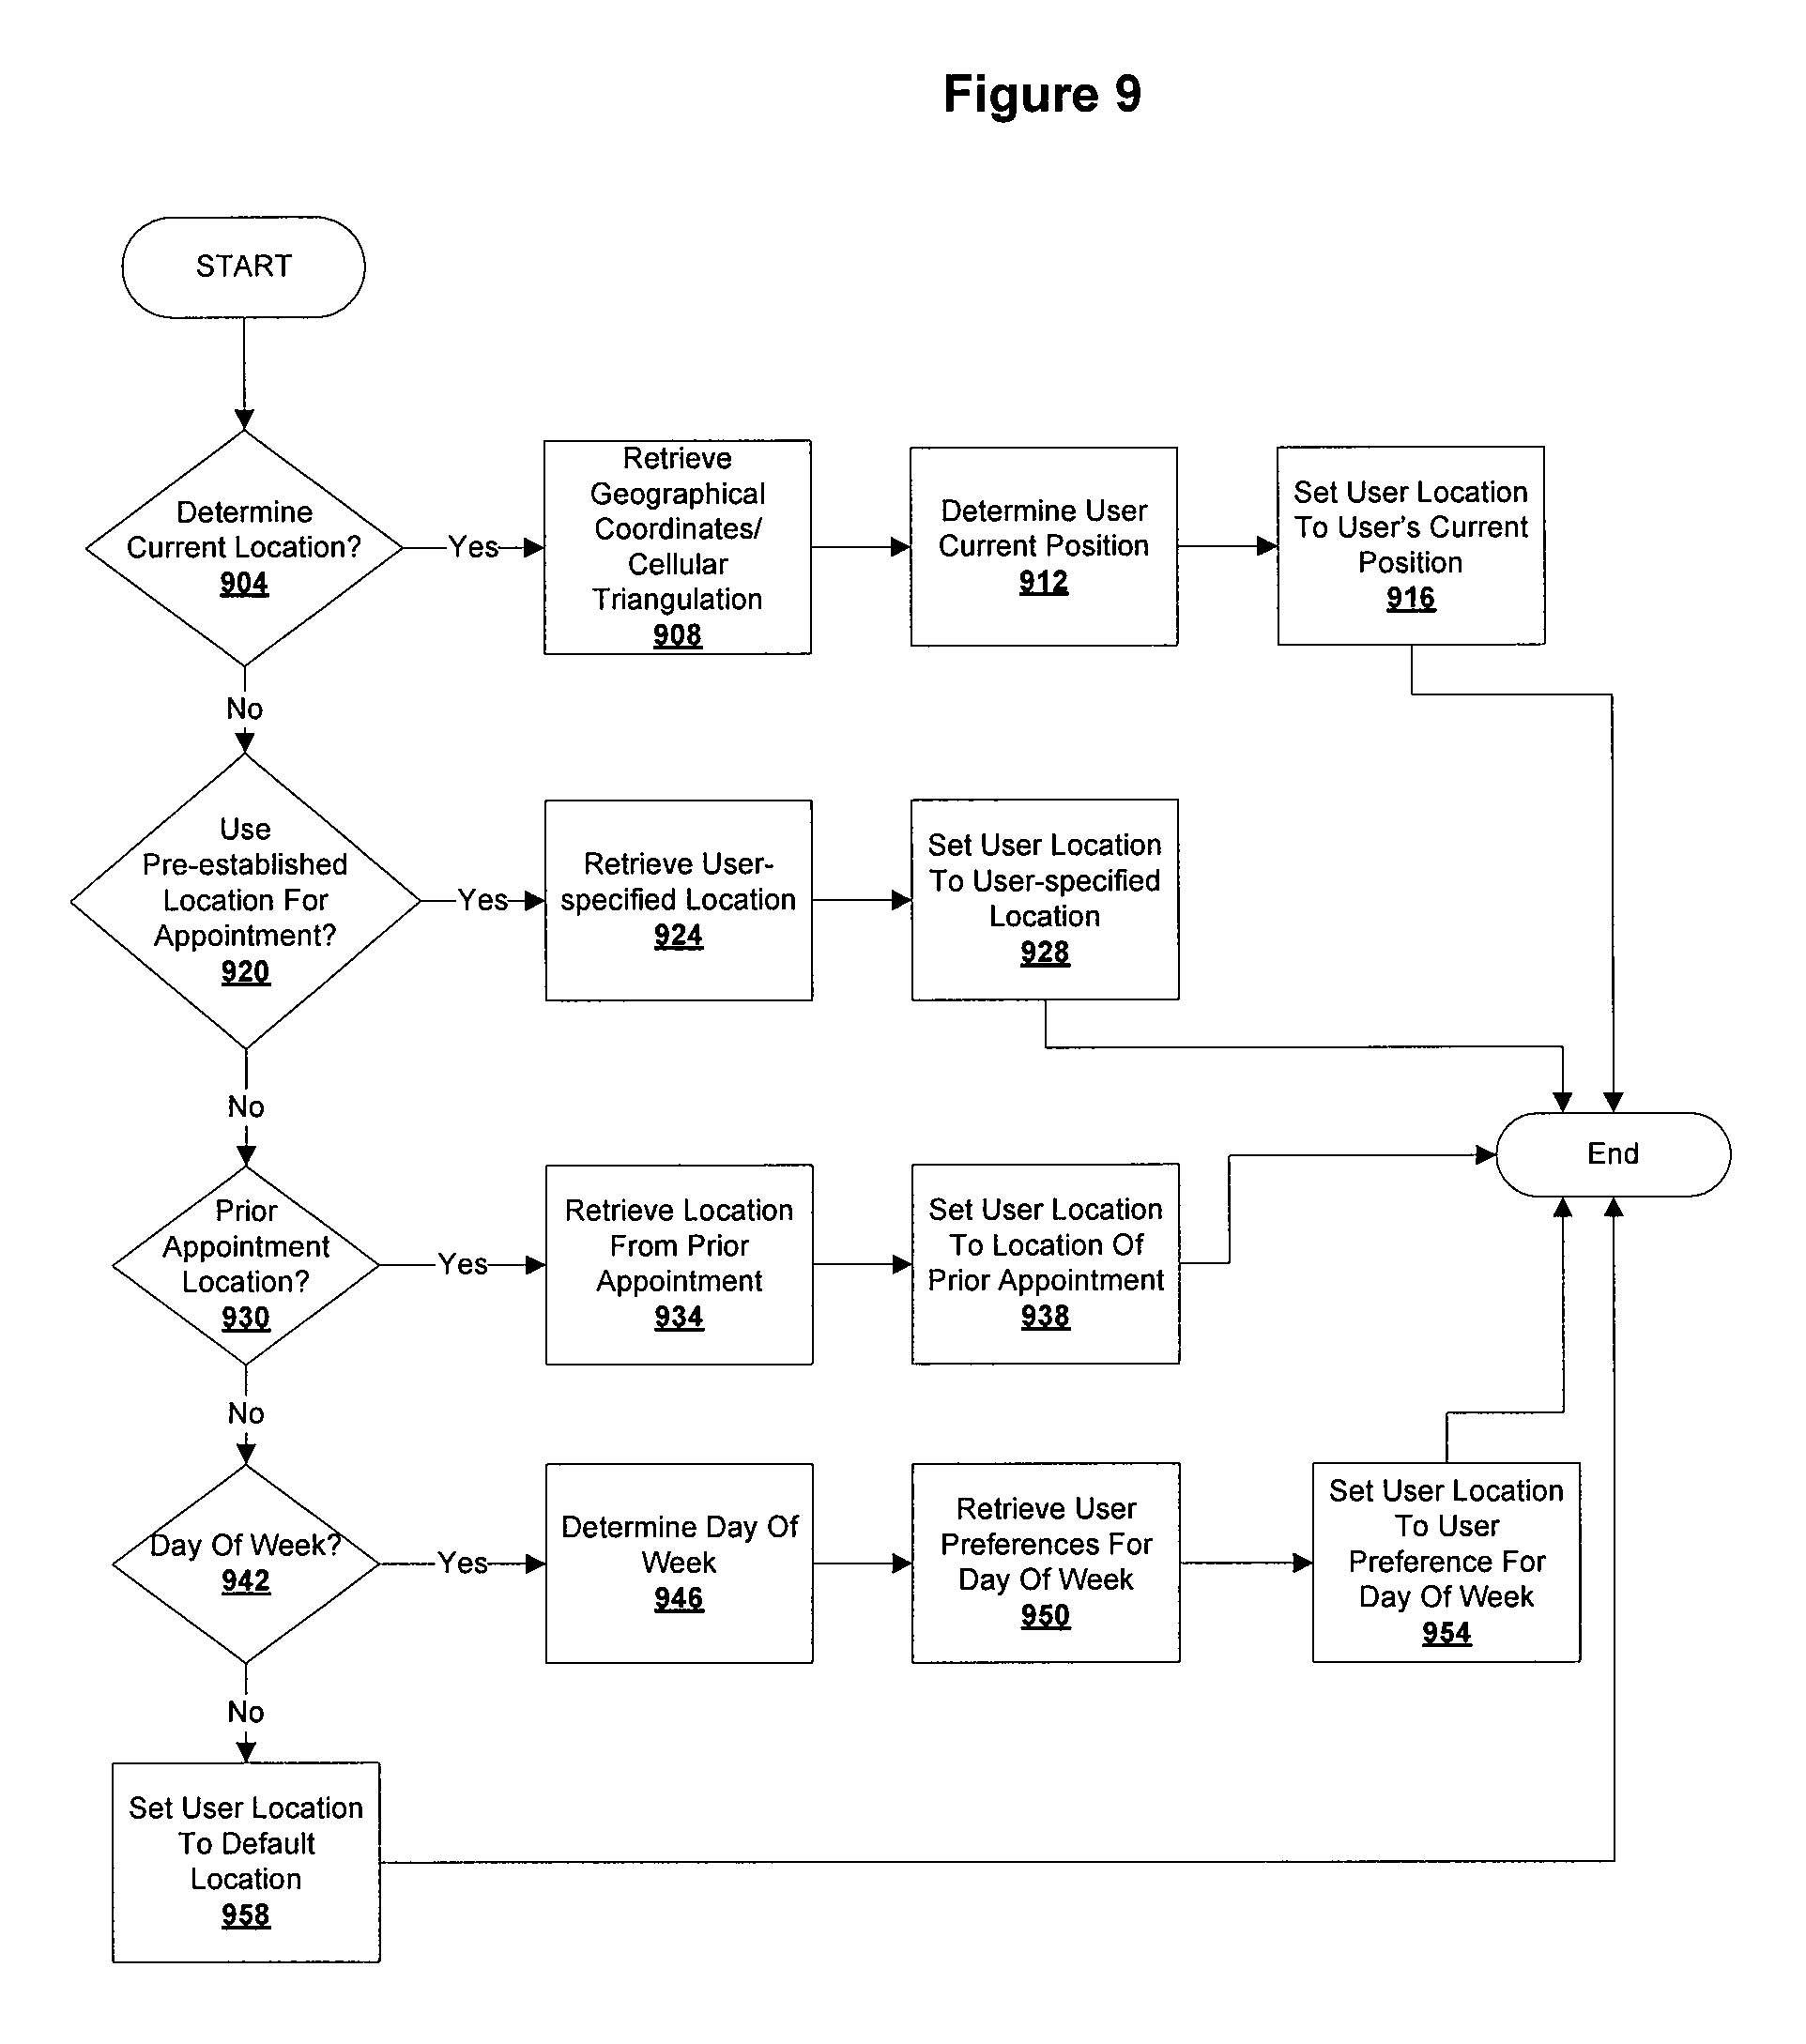 Figure 9
START
Determine
Current Location?
904
Yes
Retrieve
Geographical
Coordinates/
Cellular
Triangulation
908
Determine User
Current Position
912
Set User Location
To User's Current
Position
916
No
Use
Pre-established
Location For
Appointment?
920
Yes
Retrieve User-
specified Location
924
Set User Location
To User-specified
Location
928
No
End
Prior
Appointment
Location?
930
Yes
Retrieve Location
From Prior
Appointment
934
Set User Location
To Location Of
Prior Appointment
938
No
Day Of Week?
942
Yes
Determine Day Of
Week
946
Retrieve User
Preferences For
Day Of Week
950
Set User Location
To User
Preference For
Day Of Week
954
No
Set User Location
To Default
Location
958